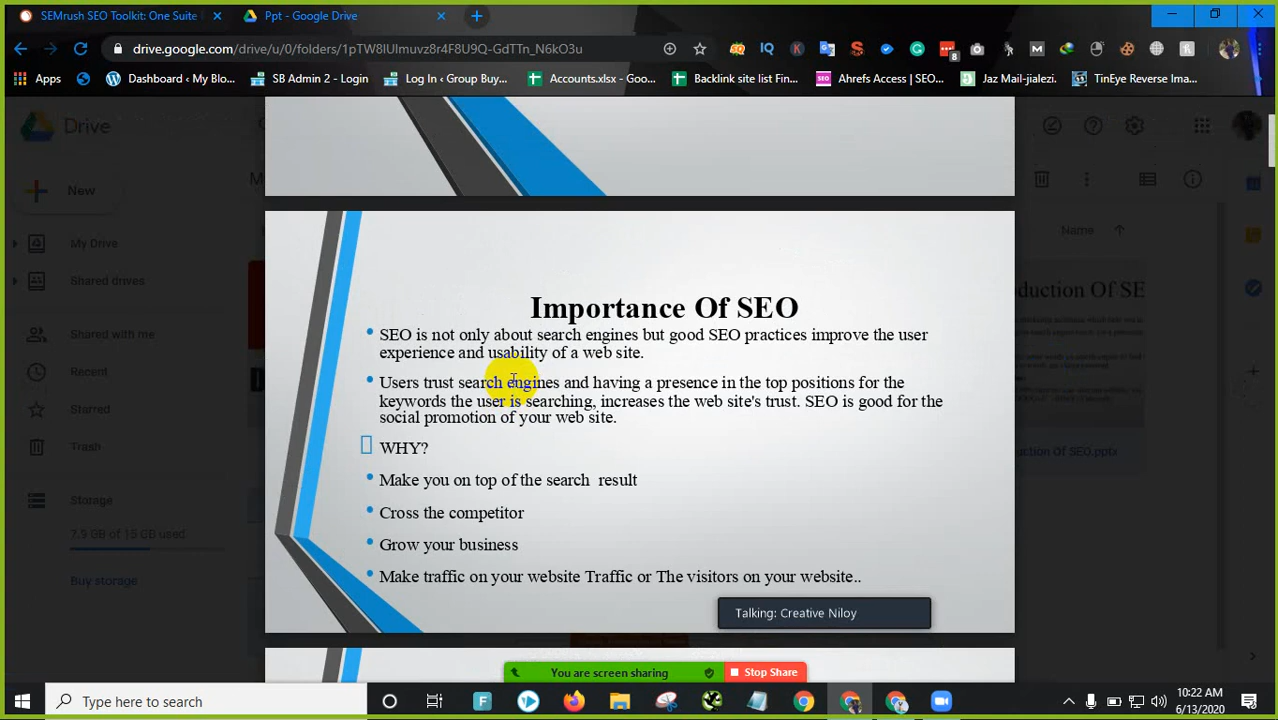 SEMrush SEO Toolkit: One Suite
Ppt - Google Drive
drive.google.com/drive/u/0/folders/1pTW8lUlmuvz8r4F8U9Q-GdTTn_N6kO3u
8
Apps
Dashboard ‹ My Blo...
SB Admin 2 - Login
Log In ‹ Group Buy...
Accounts.xlsx - Goo...
Backlink site list Fin...
Ahrefs Access | SEO...
Jaz Mail-jialezi.
TinEye Reverse Ima...
Drive
New
My Drive
Shared drives
Shared with me
Recent
Starred
Trash
Storage
7.9 GB of 15 GB used
Buy storage
Name
Importance Of SEO
• SEO is not only about search engines but good SEO practices improve the user
experience and usability of a web site.
• Users trust search engines and having a presence in the top positions for the
keywords the user is searching, increases the web site's trust. SEO is good for the
social promotion of your web site.
WHY?
• Make you on top of the search result
• Cross the competitor
• Grow your business
• Make traffic on your website Traffic or The visitors on your website..
Talking: Creative Niloy
You are screen sharing
Stop Share
Type here to search
10:22 AM
6/13/2020